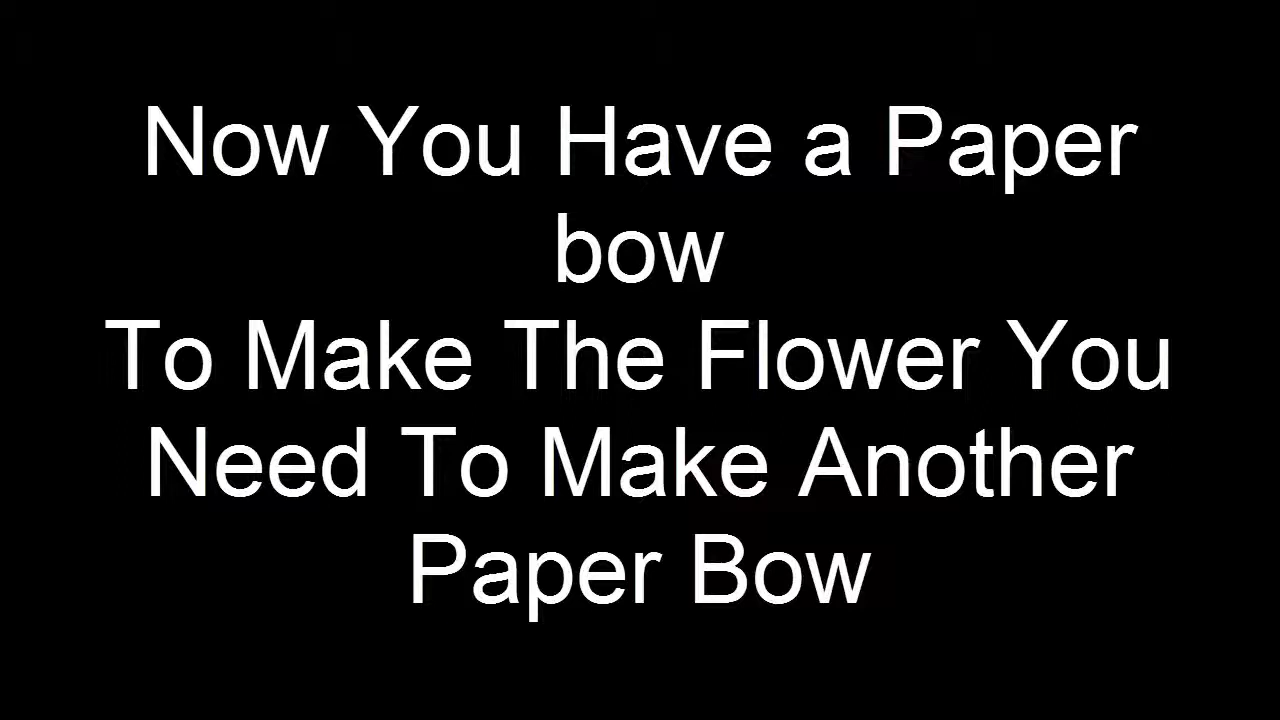 Now You Have a Paper
bow
To Make The Flower You
Need To Make Another
Paper Bow